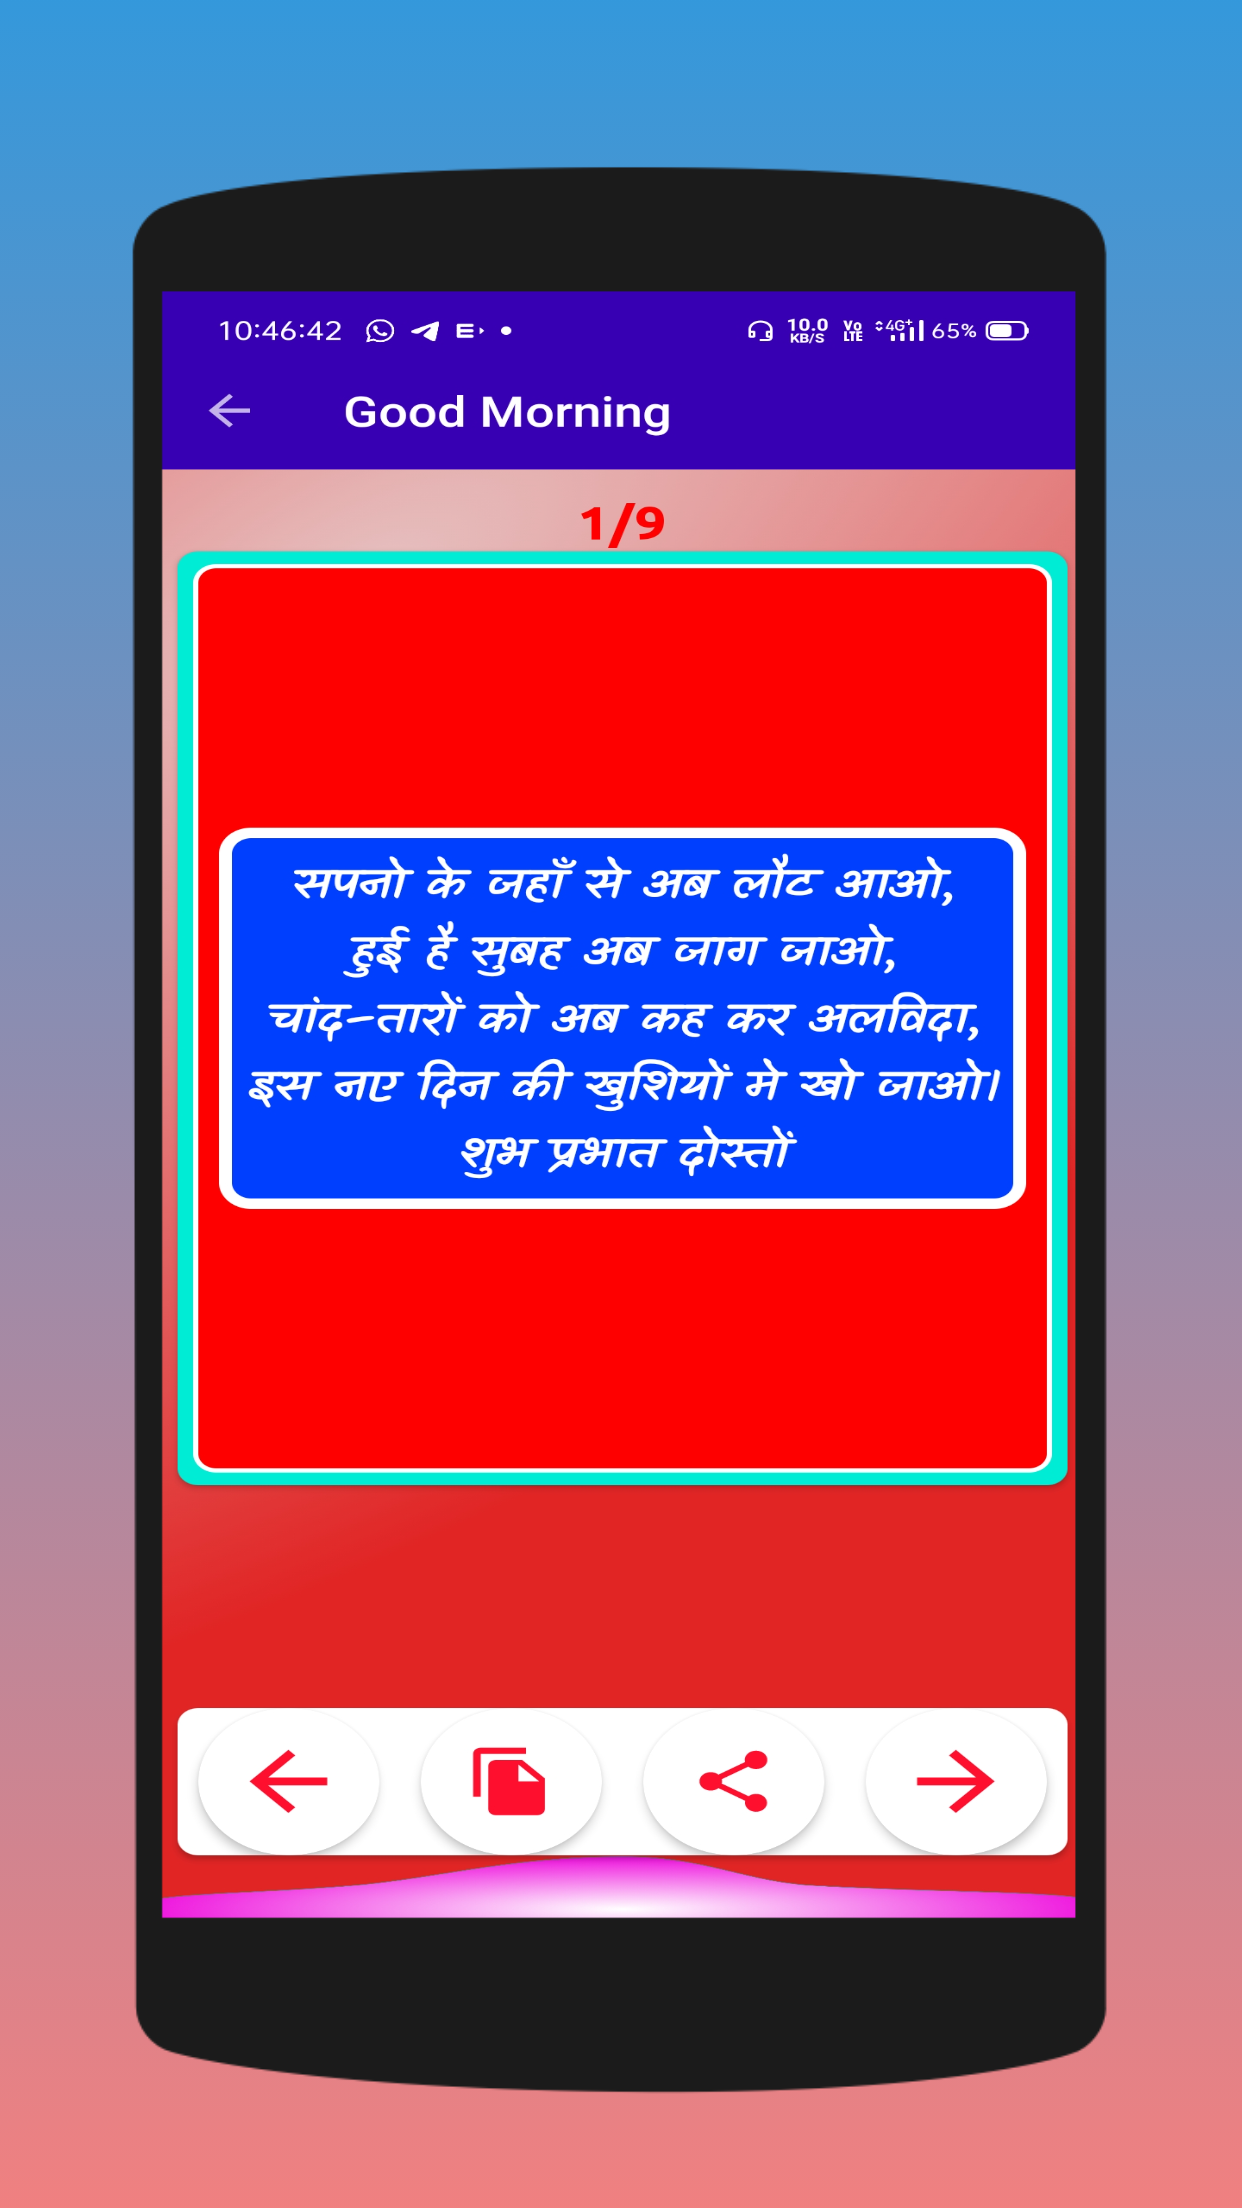 10:46:42 10.0 KB/S Vo LTE 4G+ 65%
Good Morning
1/9
सपनो के जहाँ से अब लौट आओ,
हुई है सुबह अब जाग जाओ,
चांद-तारों को अब कह कर अलविदा,
इस नए दिन की खुशियों मे खो जाओ।
शुभ प्रभात दोस्तों